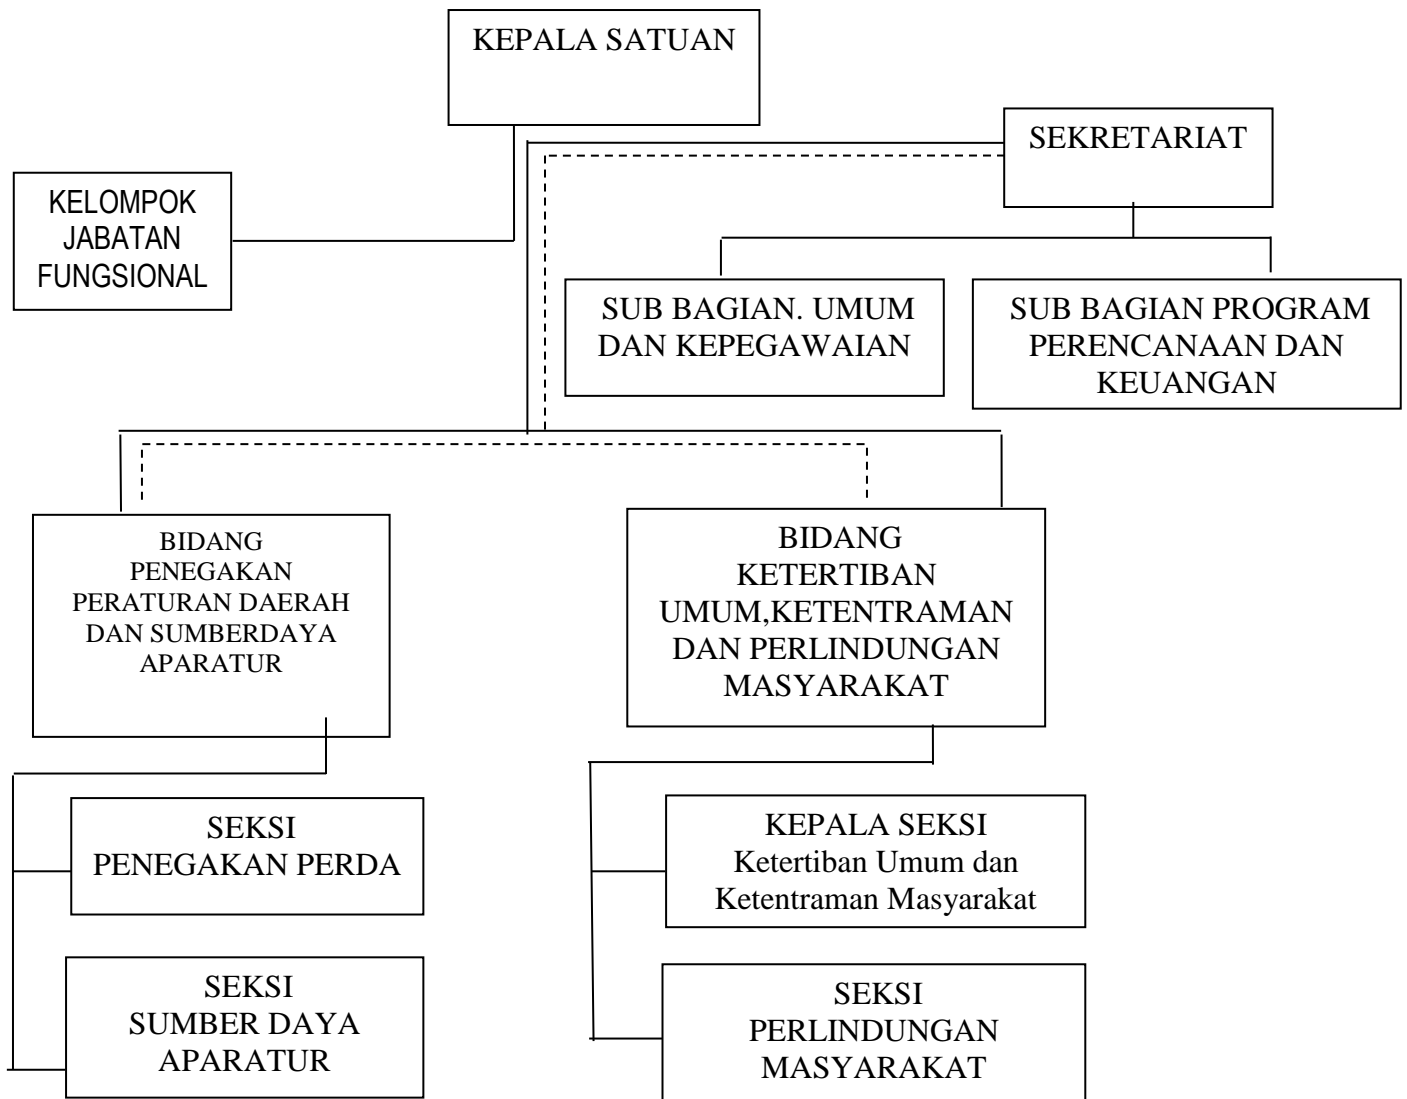 KEPALA SATUAN
SEKRETARIAT
KELOMPOK
JABATAN
FUNGSIONAL
SUB BAGIAN. UMUM
DAN KEPEGAWAIAN
SUB BAGIAN PROGRAM
PERENCANAAN DAN
KEUANGAN
BIDANG
PENEGAKAN
PERATURAN DAERAH
DAN SUMBERDAYA
APARATUR
BIDANG
KETERTIBAN
UMUM,KETENTRAMAN
DAN PERLINDUNGAN
MASYARAKAT
SEKSI
PENEGAKAN PERDA
KEPALA SEKSI
Ketertiban Umum dan
Ketentraman Masyarakat
SEKSI
SUMBER DAYA
APARATUR
SEKSI
PERLINDUNGAN
MASYARAKAT